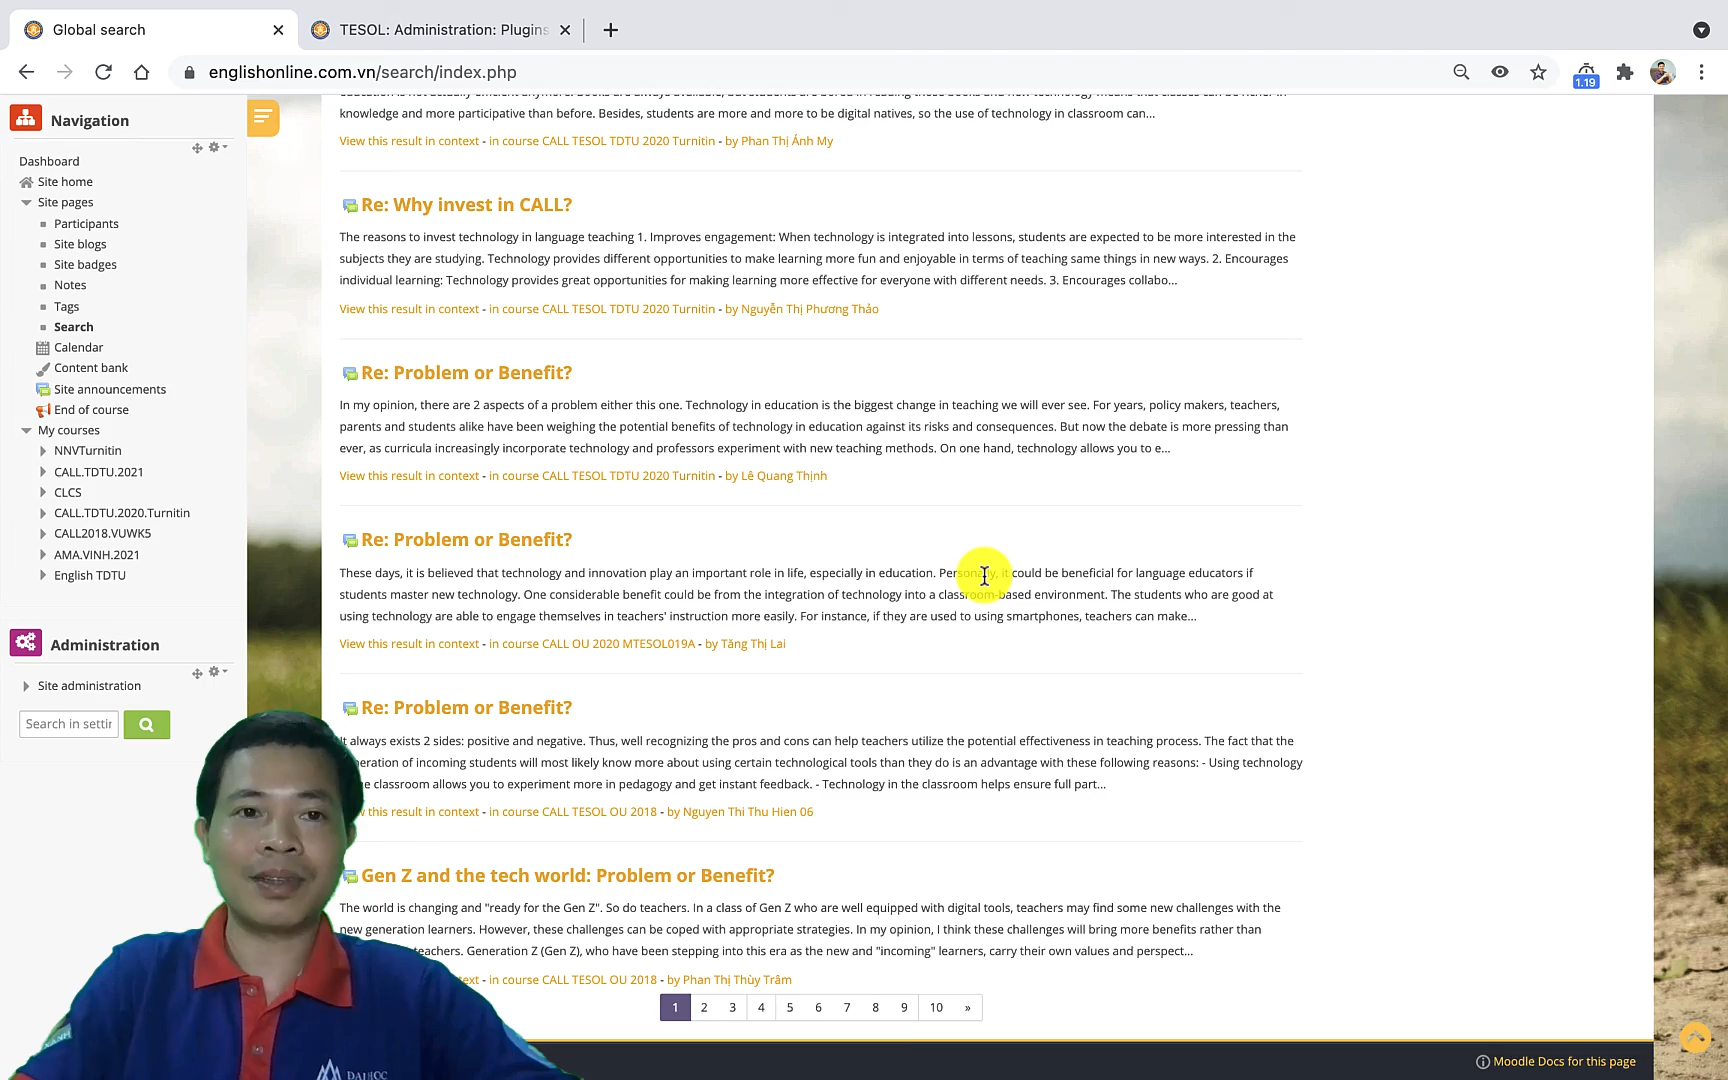 Global search
TESOL: Administration: Plugins
englishonline.com.vn/search/index.php
1.19
Navigation
Dashboard
Site home
Site pages
Participants
Site blogs
Site badges
Notes
Tags
Search
Calendar
Content bank
Site announcements
End of course
My courses
NNVTurnitin
CALL.TDTU.2021
CLCS
CALL.TDTU.2020.Turnitin
CALL2018.VUWK5
AMA.VINH.2021
English TDTU
Administration
Site administration
Search in settin
knowledge and more participative than before. Besides, students are more and more to be digital natives, so the use of technology in classroom can...
View this result in context - in course CALL TESOL TDTU 2020 Turnitin - by Phan Thị Ánh My
Re: Why invest in CALL?
The reasons to invest technology in language teaching 1. Improves engagement: When technology is integrated into lessons, students are expected to be more interested in the
subjects they are studying. Technology provides different opportunities to make learning more fun and enjoyable in terms of teaching same things in new ways. 2. Encourages
individual learning: Technology provides great opportunities for making learning more effective for everyone with different needs. 3. Encourages collabo...
View this result in context - in course CALL TESOL TDTU 2020 Turnitin - by Nguyễn Thị Phương Thảo
Re: Problem or Benefit?
In my opinion, there are 2 aspects of a problem either this one. Technology in education is the biggest change in teaching we will ever see. For years, policy makers, teachers,
parents and students alike have been weighing the potential benefits of technology in education against its risks and consequences. But now the debate is more pressing than
ever, as curricula increasingly incorporate technology and professors experiment with new teaching methods. On one hand, technology allows you to e...
View this result in context - in course CALL TESOL TDTU 2020 Turnitin - by Lê Quang Thịnh
Re: Problem or Benefit?
These days, it is believed that technology and innovation play an important role in life, especially in education. Personally, it could be beneficial for language educators if
students master new technology. One considerable benefit could be from the integration of technology into a classroom-based environment. The students who are good at
using technology are able to engage themselves in teachers' instruction more easily. For instance, if they are used to using smartphones, teachers can make...
View this result in context - in course CALL OU 2020 MTESOL019A - by Tăng Thị Lai
Re: Problem or Benefit?
It always exists 2 sides: positive and negative. Thus, well recognizing the pros and cons can help teachers utilize the potential effectiveness in teaching process. The fact that the
neration of incoming students will most likely know more about using certain technological tools than they do is an advantage with these following reasons: - Using technology
classroom allows you to experiment more in pedagogy and get instant feedback. - Technology in the classroom helps ensure full part...
this result in context - in course CALL TESOL OU 2018 - by Nguyen Thi Thu Hien 06
Gen Z and the tech world: Problem or Benefit?
The world is changing and "ready for the Gen Z". So do teachers. In a class of Gen Z who are well equipped with digital tools, teachers may find some new challenges with the
new generation learners. However, these challenges can be coped with appropriate strategies. In my opinion, I think these challenges will bring more benefits rather than
teachers. Generation Z (Gen Z), who have been stepping into this era as the new and "incoming" learners, carry their own values and perspect...
text - in course CALL TESOL OU 2018 - by Phan Thị Thùy Trâm
1 2 3 4 5 6 7 8 9 10 »
Moodle Docs for this page
DAI HOC